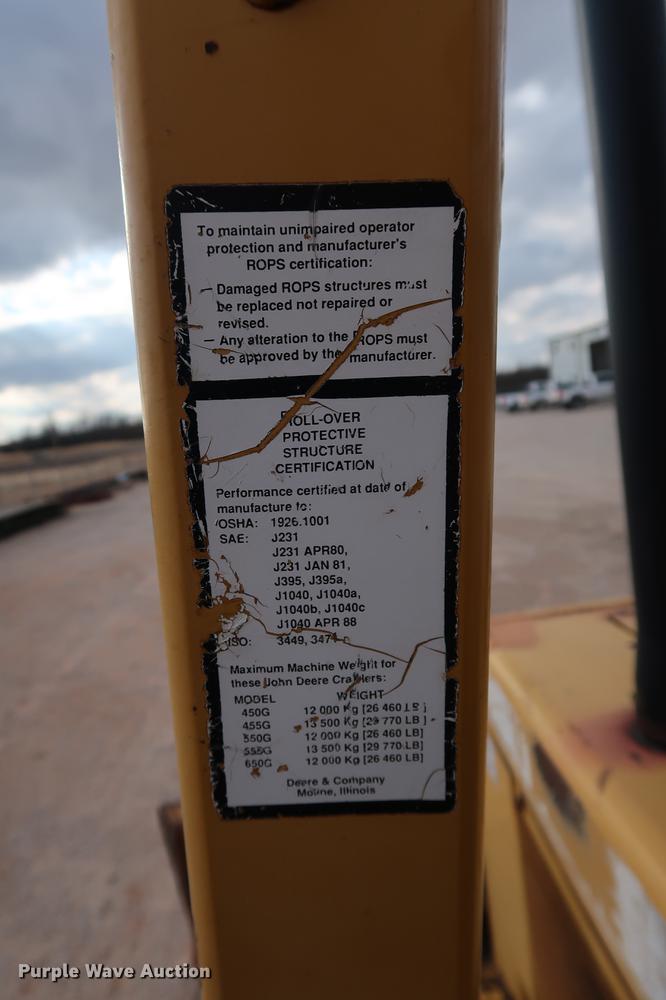 To maintain unimpaired operator
protection and manufacturer's
ROPS certification:
— Damaged ROPS structures must
be replaced not repaired or
revised.
— Any alteration to the ROPS must
be approved by the manufacturer.
ROLL-OVER
PROTECTIVE
STRUCTURE
CERTIFICATION
Performance certified at date of
manufacture to:
OSHA: 1926.1001
SAE: J231
J231 APR80,
J231 JAN 81,
J395, J395a,
J1040, J1040a,
J1040b, J1040c
J1040 APR 88
ISO: 3449, 3471
Maximum Machine Weight for
these John Deere Crawlers:
MODEL WEIGHT
450G 12 000 Kg [26 460 LB]
455G 13 500 Kg [29 770 LB]
550G 12 000 Kg [26 460 LB]
555G 13 500 Kg [29 770 LB]
650G 12 000 Kg [26 460 LB]
Deere & Company
Moline, Illinois
Purple Wave Auction